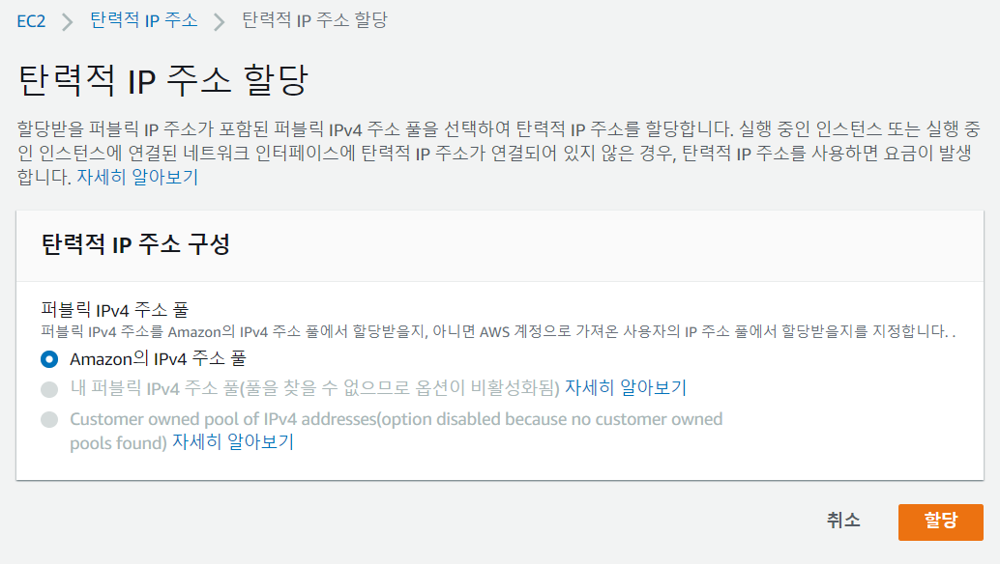 EC2 > 탄력적 IP 주소 > 탄력적 IP 주소 할당
탄력적 IP 주소 할당
할당받을 퍼블릭 IP 주소가 포함된 퍼블릭 IPv4 주소 풀을 선택하여 탄력적 IP 주소를 할당합니다. 실행 중인 인스턴스 또는 실행 중
인 인스턴스에 연결된 네트워크 인터페이스에 탄력적 IP 주소가 연결되어 있지 않은 경우, 탄력적 IP 주소를 사용하면 요금이 발생
합니다. 자세히 알아보기
탄력적 IP 주소 구성
퍼블릭 IPv4 주소 풀
퍼블릭 IPv4 주소를 Amazon의 IPv4 주소 풀에서 할당받을지, 아니면 AWS 계정으로 가져온 사용자의 IP 주소 풀에서 할당받을지를 지정합니다. .
Amazon의 IPv4 주소 풀
내 퍼블릭 IPv4 주소 풀(풀을 찾을 수 없으므로 옵션이 비활성화됨) 자세히 알아보기
Customer owned pool of IPv4 addresses(option disabled because no customer owned
pools found) 자세히 알아보기
취소 할당